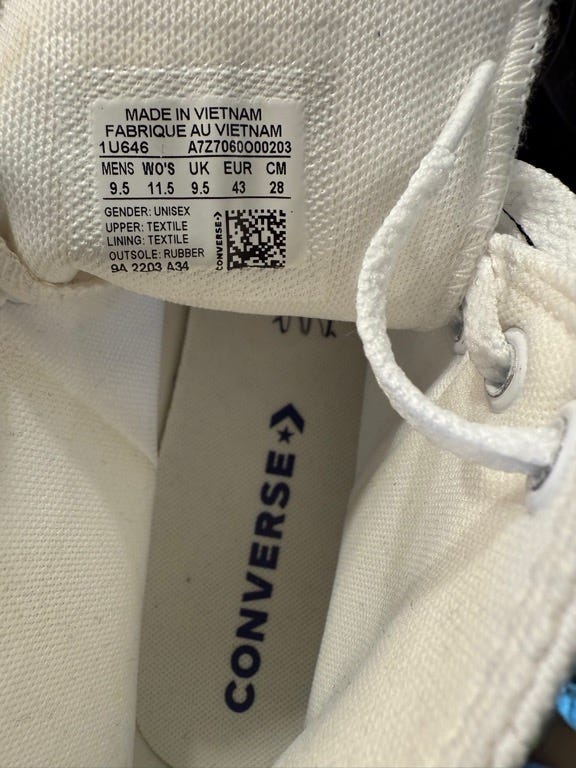 MADE IN VIETNAM
FABRIQUE AU VIETNAM
1U646 A7Z7060O00203
MENS WO'S UK EUR CM
9.5 11.5 9.5 43 28
GENDER: UNISEX
UPPER: TEXTILE
LINING: TEXTILE
OUTSOLE: RUBBER
9A 2203 A34
CONVERSE
CONVERSE